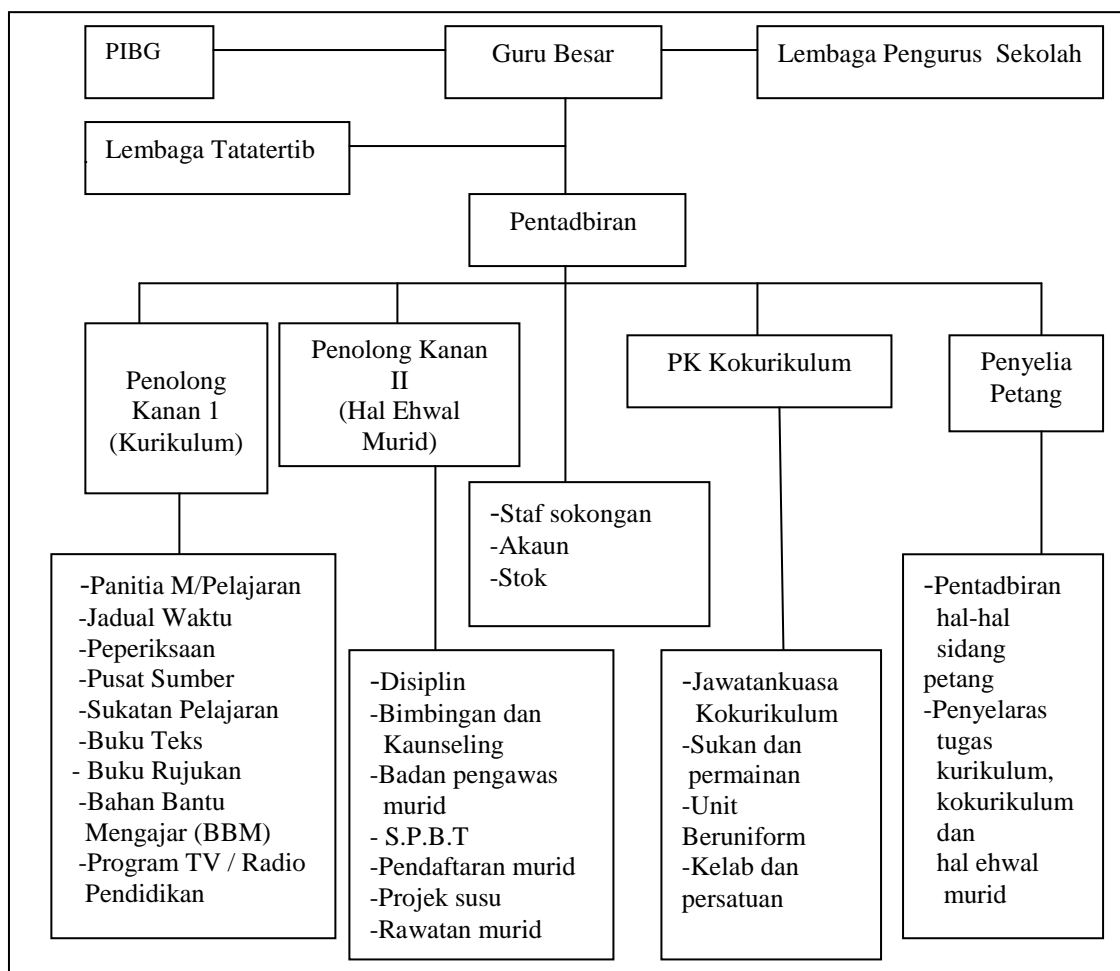 PIBG
Guru Besar
Lembaga Pengurus Sekolah
Lembaga Tatatertib
Pentadbiran
Penolong
Kanan 1
(Kurikulum)
Penolong Kanan
II
(Hal Ehwal
Murid)
PK Kokurikulum
Penyelia
Petang
-Staf sokongan
-Akaun
-Stok
-Panitia M/Pelajaran
-Jadual Waktu
-Peperiksaan
-Pusat Sumber
-Sukatan Pelajaran
-Buku Teks
- Buku Rujukan
-Bahan Bantu
Mengajar (BBM)
-Program TV / Radio
Pendidikan
-Disiplin
-Bimbingan dan
Kaunseling
-Badan pengawas
murid
- S.P.B.T
-Pendaftaran murid
-Projek susu
-Rawatan murid
-Jawatankuasa
Kokurikulum
-Sukan dan
permainan
-Unit
Beruniform
-Kelab dan
persatuan
-Pentadbiran
hal-hal
sidang
petang
-Penyelaras
tugas
kurikulum,
kokurikulum
dan
hal ehwal
murid